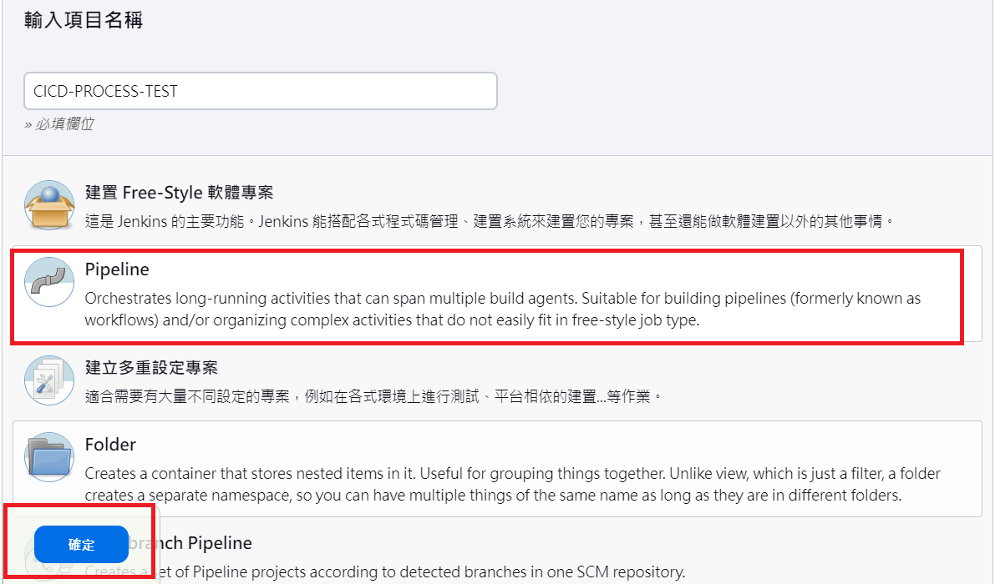 輸入項目名稱
CICD-PROCESS-TEST
» 必填欄位
建置 Free-Style 軟體專案
這是 Jenkins 的主要功能。Jenkins 能搭配各式程式碼管理、建置系統來建置您的專案，甚至還能做軟體建置以外的其他事情。
Pipeline
Orchestrates long-running activities that can span multiple build agents. Suitable for building pipelines (formerly known as
workflows) and/or organizing complex activities that do not easily fit in free-style job type.
建立多重設定專案
適合需要有大量不同設定的專案，例如在各式環境上進行測試、平台相依的建置...等作業。
Folder
Creates a container that stores nested items in it. Useful for grouping things together. Unlike view, which is just a filter, a folder
creates a separate namespace, so you can have multiple things of the same name as long as they are in different folders.
確定
branch Pipeline
Creates a set of Pipeline projects according to detected branches in one SCM repository.